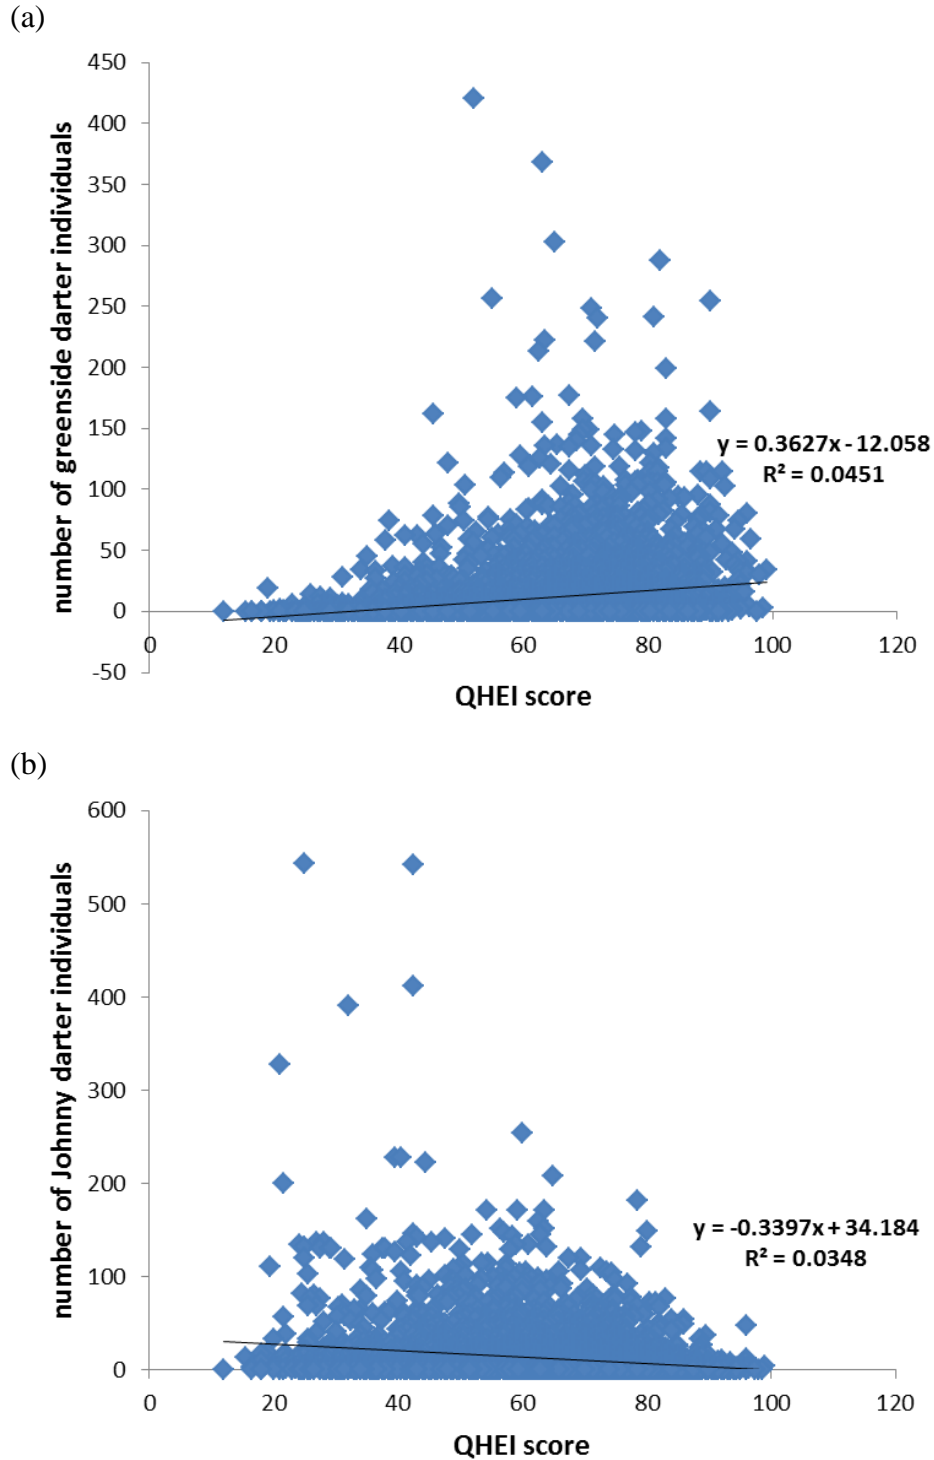 (a)
450
400
350
300
250
200
150
100
50
0
-50
number of greenside darter individuals
y = 0.3627x - 12.058
R² = 0.0451
0 20 40 60 80 100 120
QHEI score
(b)
600
500
400
300
200
100
0
number of Johnny darter individuals
y = -0.3397x + 34.184
R² = 0.0348
0 20 40 60 80 100 120
QHEI score